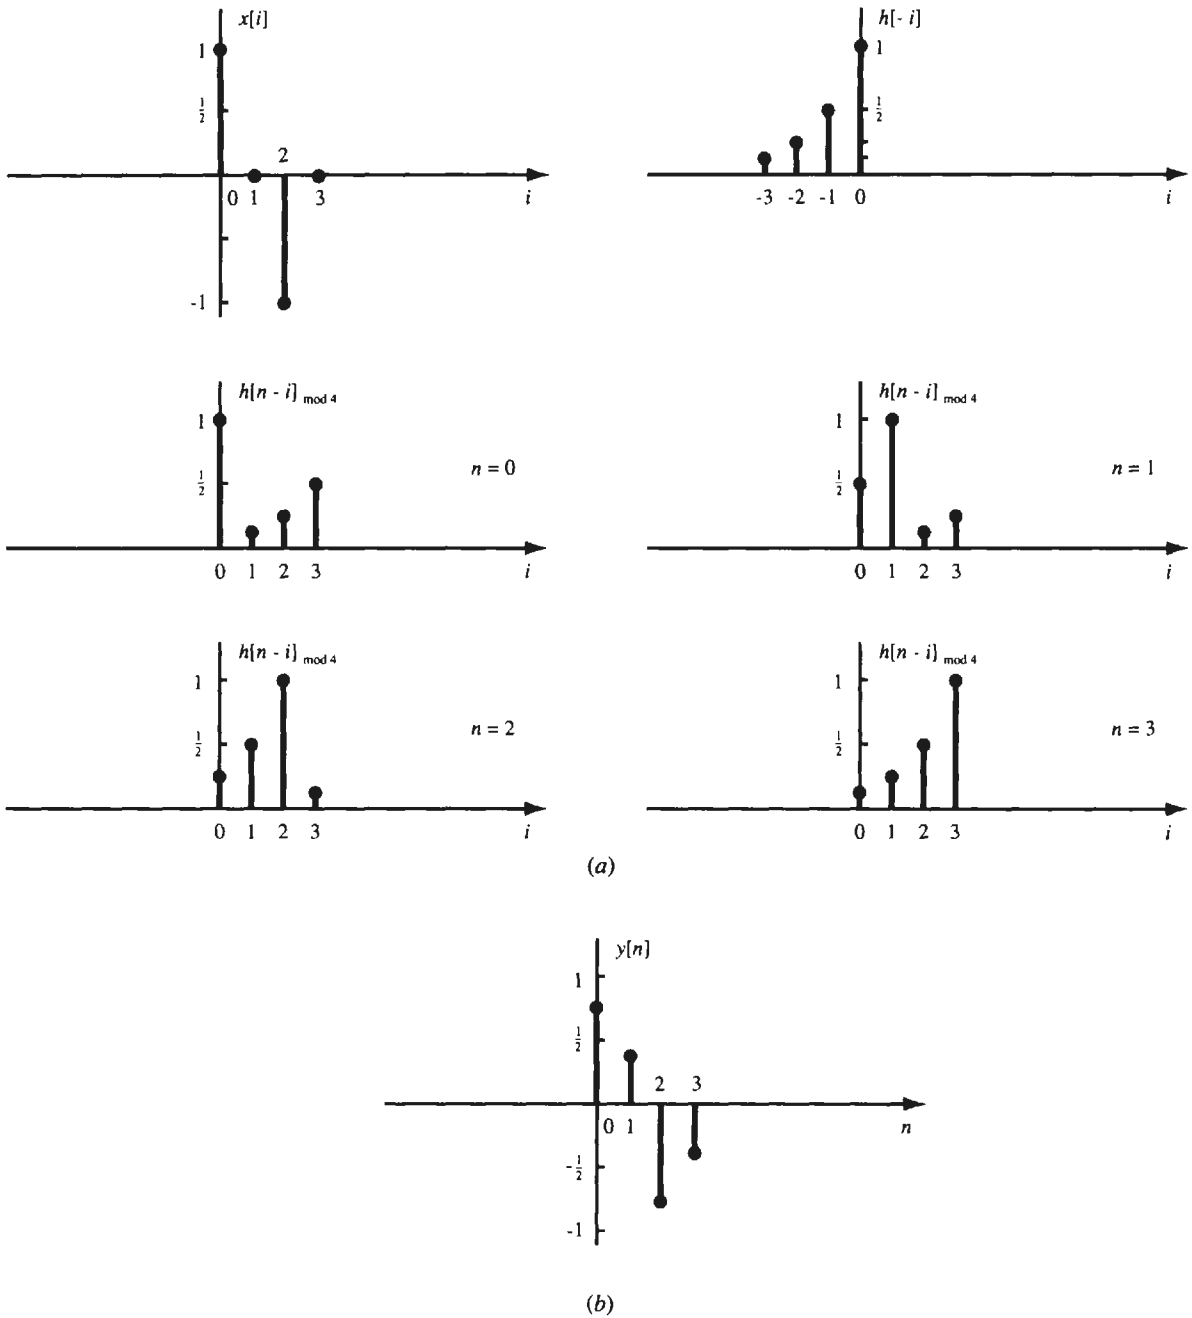 x[i]
1
1/2
2
0 1 3 i
-1
h[- i]
1
1/2
-3 -2 -1 0 i
h[n - i] mod 4
1
1/2
n = 0
0 1 2 3 i
h[n - i] mod 4
1
1/2
n = 1
0 1 2 3 i
h[n - i} mod 4
1
1/2
n = 2
0 1 2 3 i
h[n - i] mod 4
1
1/2
n = 3
0 1 2 3 i
(a)
y[n]
1
1/2
2 3
0 1 n
-1/2
-1
(b)